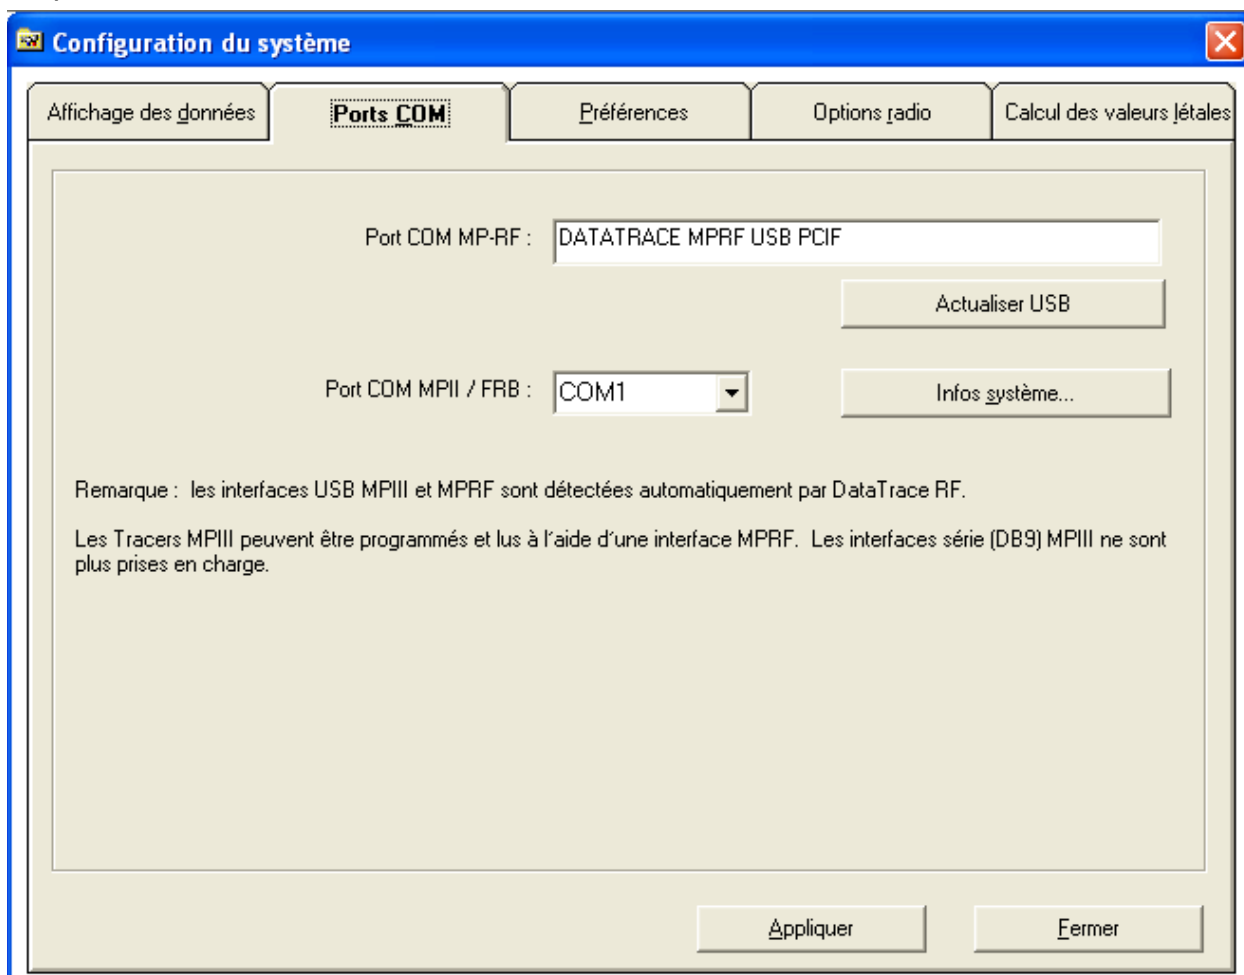 Configuration du système
Affichage des données
Ports COM
Préférences
Options radio
Calcul des valeurs létales
Port COM MP-RF :
DATATRACE MPRF USB PCIF
Actualiser USB
Port COM MPII / FRB :
COM1
Infos système...
Remarque :  les interfaces USB MPIII et MPRF sont détectées automatiquement par DataTrace RF.
Les Tracers MPIII peuvent être programmés et lus à l´aide d´une interface MPRF.  Les interfaces série (DB9) MPIII ne sont
plus prises en charge.
Appliquer
Fermer